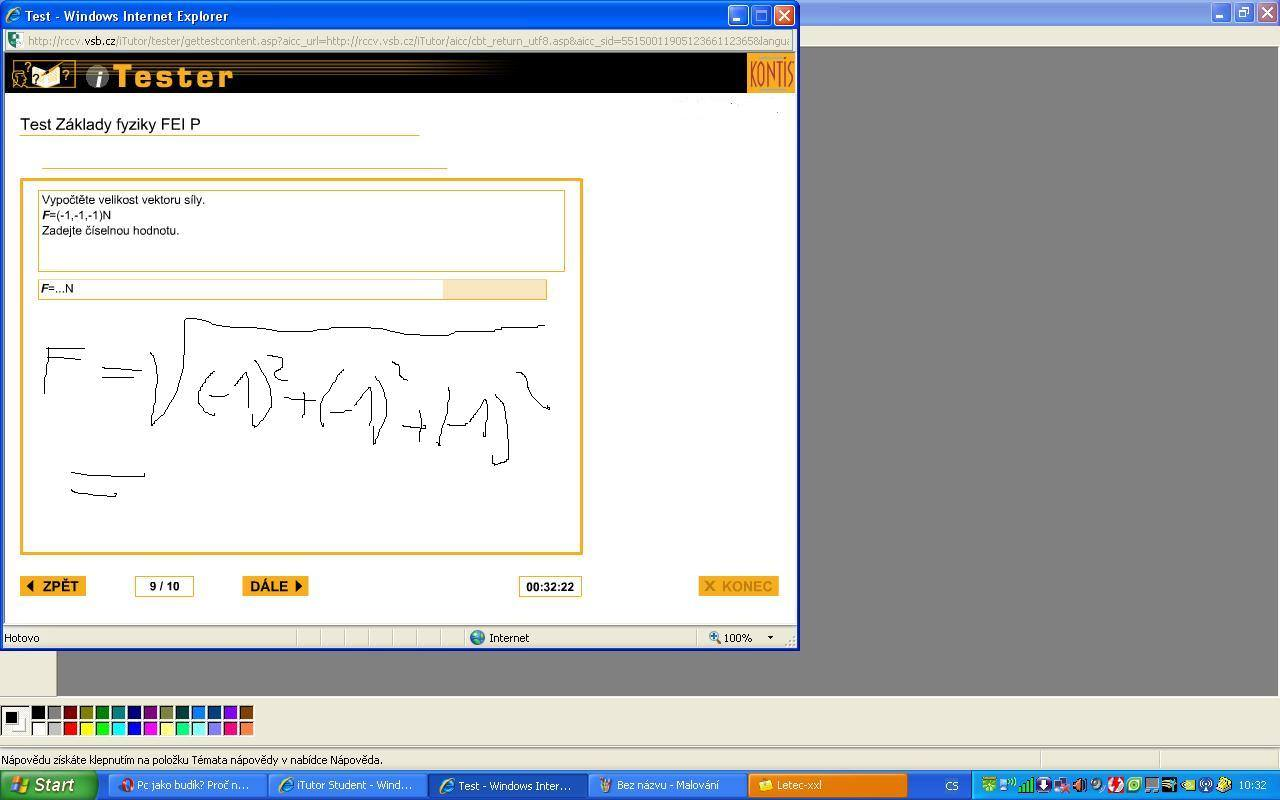 Test - Windows Internet Explorer
http://rccv.vsb.cz/iTutor/tester/gettestcontent.asp?aicc_url=http://rccv.vsb.cz/iTutor/aicc/cbt_return_utf8.asp&aicc_sid=5515001190512366112365&langua
i Tester
KONTIS
Test Základy fyziky FEI P
Vypočtěte velikost vektoru síly.
F=(-1,-1,-1)N
Zadejte číselnou hodnotu.
F=...N
F = √(-1)²+(-1)²+(-1)²
=
ZPĚT 9 / 10 DÁLE 00:32:22 X KONEC
Hotovo Internet 100%
Nápovědu získáte klepnutím na položku Témata nápovědy v nabídce Nápověda.
Start Pc jako budík? Proč n... iTutor Student - Wind... Test - Windows Inter... Bez názvu - Malování Letec-xxl CS 10:32